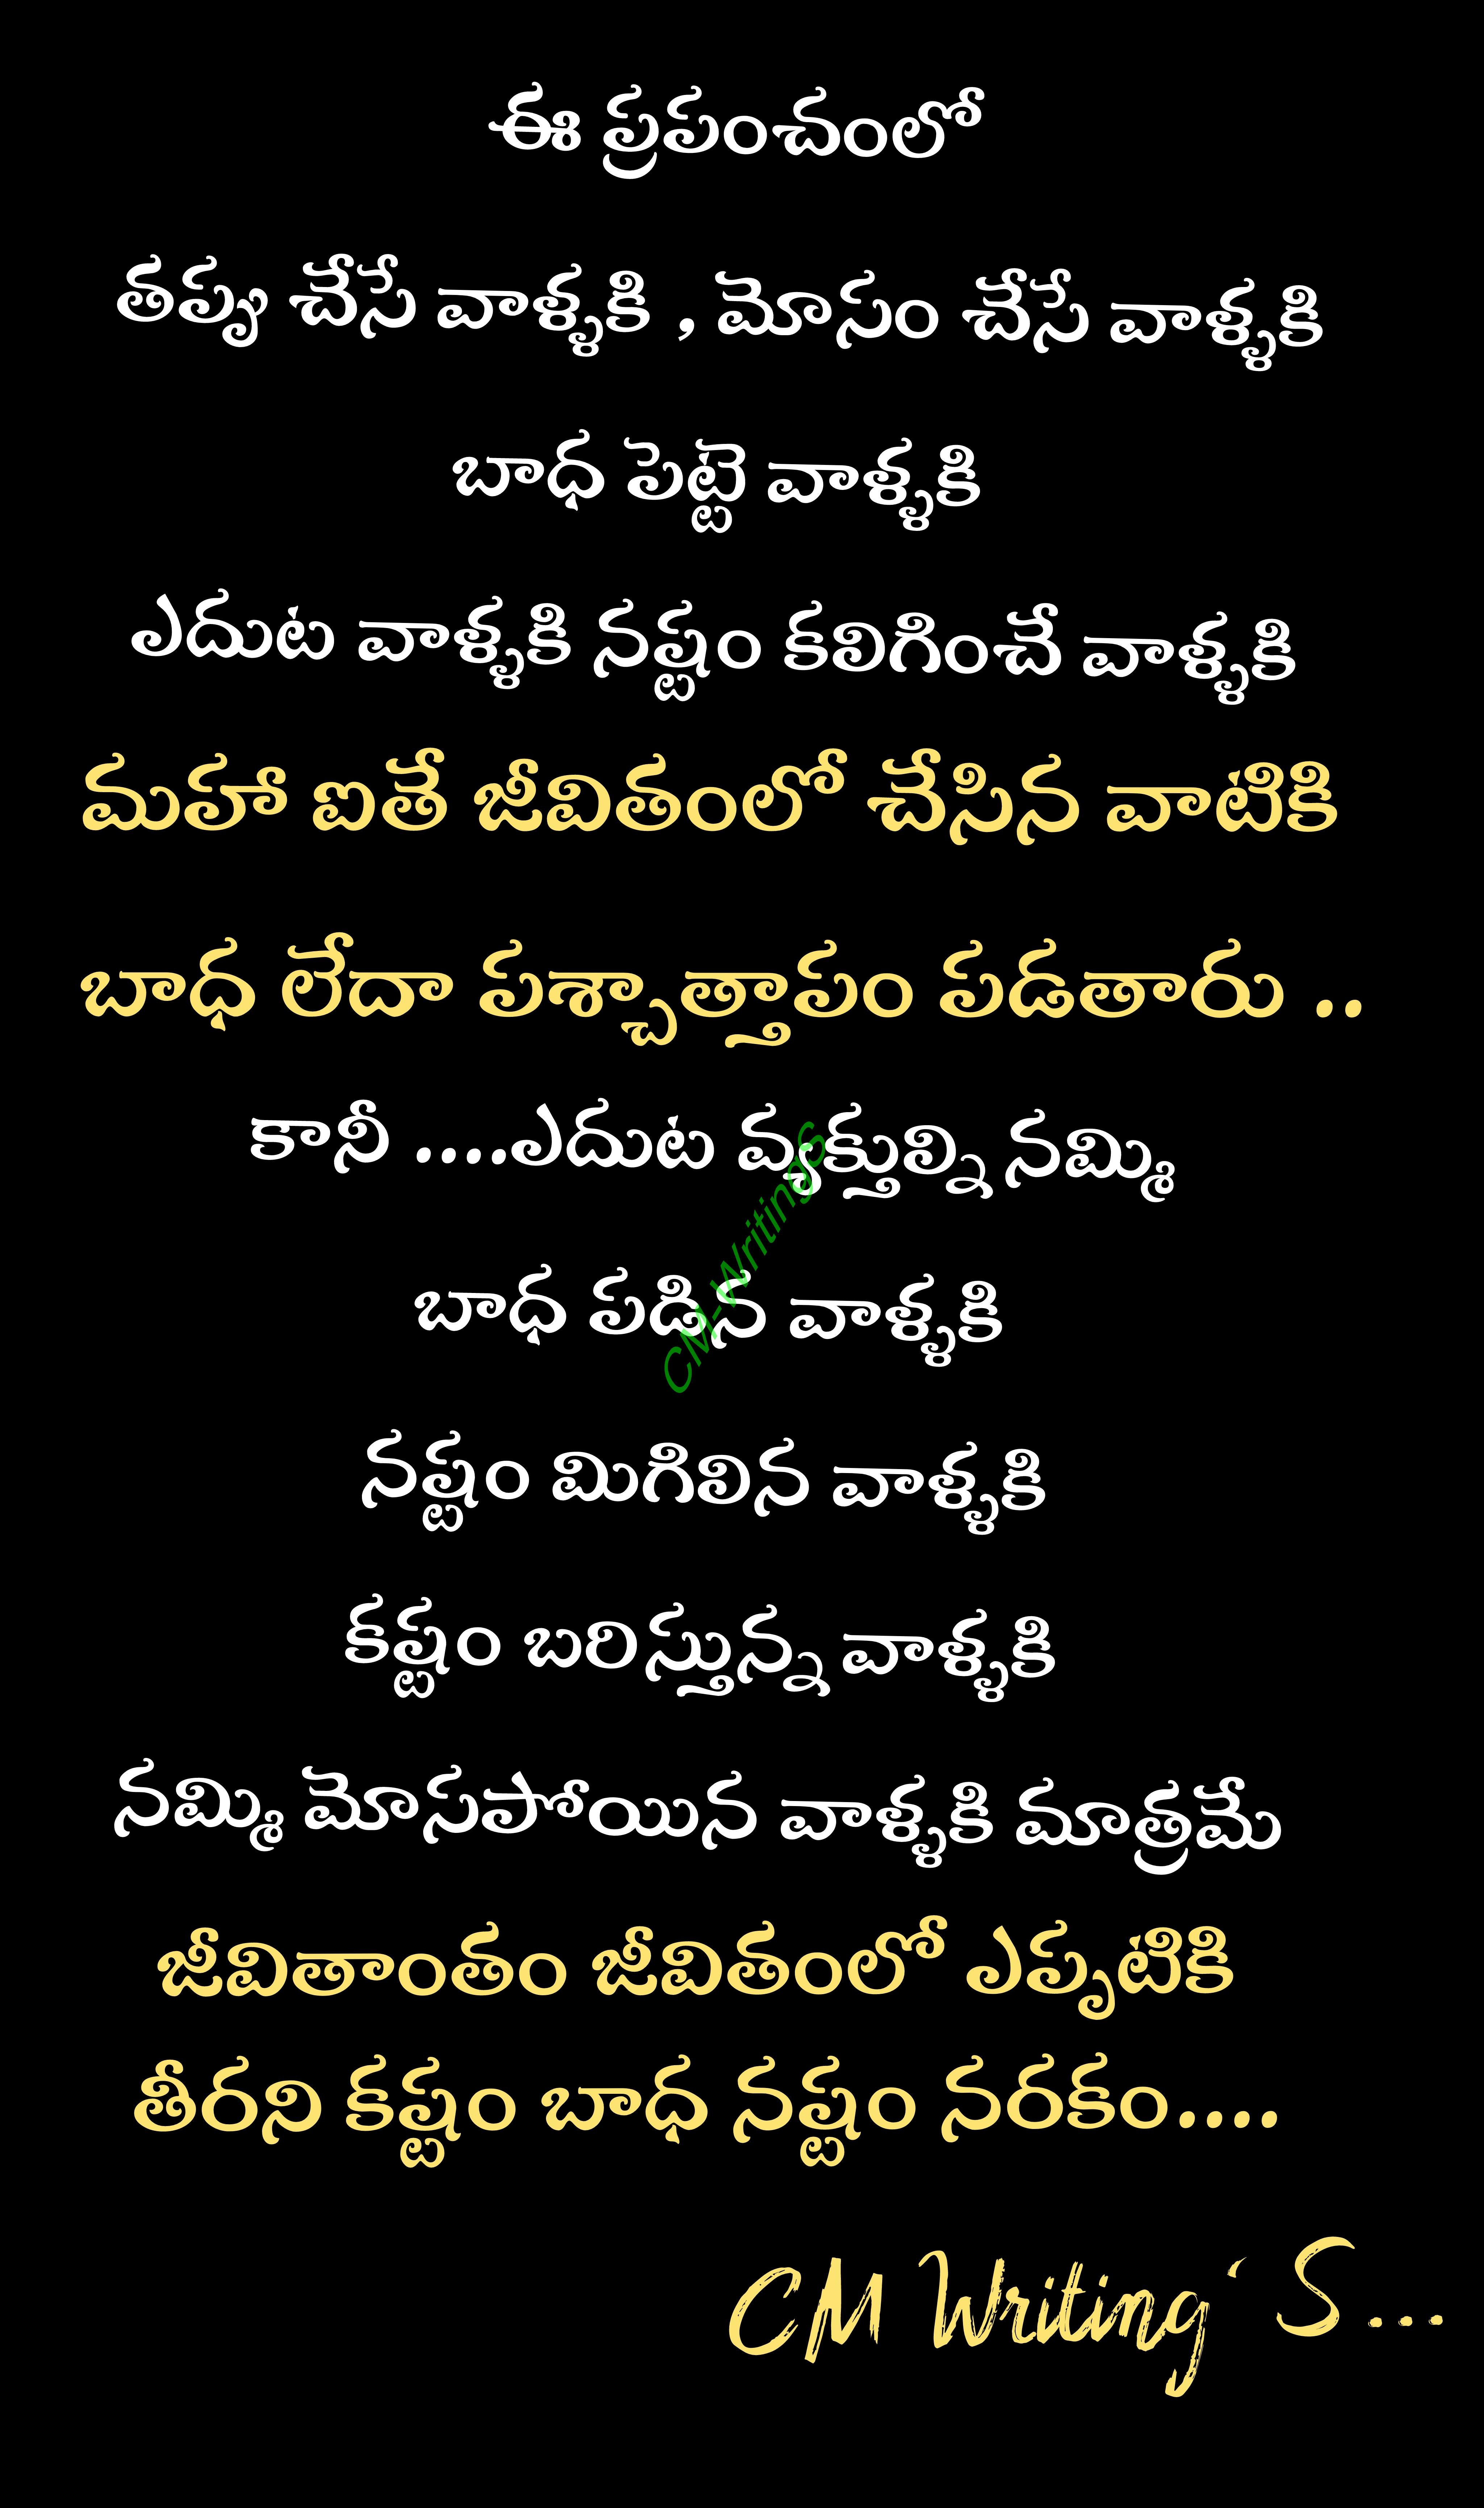 ఈ ప్రపంచంలో
తప్పు చేసే వాళ్ళకి , మోసం చేసే వాళ్ళకి
బాధ పెట్టె వాళ్ళకి
ఎదుట వాళ్ళకి నష్టం కలిగించే వాళ్ళకి
మహా ఐతే జీవితంలో చేసిన వాటికి
బాధ లేదా పశ్చాత్తాపం పడతారు ..
కానీ ....ఎదుట వ్యక్తుల్ని నమ్మి
బాధ పడిన వాళ్ళకి
నష్టం మిగిలిన వాళ్ళకి
కష్టం బరిస్తున్న వాళ్ళకి
నమ్మి మోసపోయిన వాళ్ళకి మాత్రమే
జీవితాంతం జీవితంలో ఎప్పటికి
తీరని కష్టం బాధ నష్టం నరకం....
CM Writing' S...
CM-Writing's